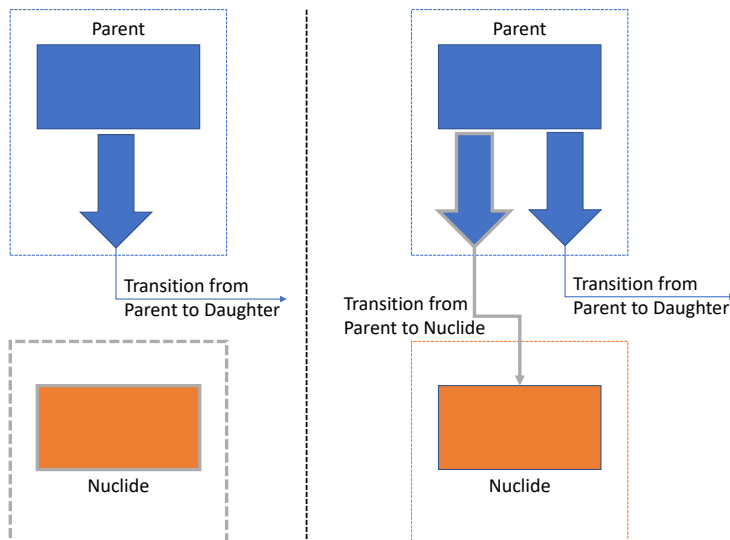 Parent
Transition from
Parent to Daughter
Nuclide
Parent
Transition from
Parent to Nuclide
Transition from
Parent to Daughter
Nuclide